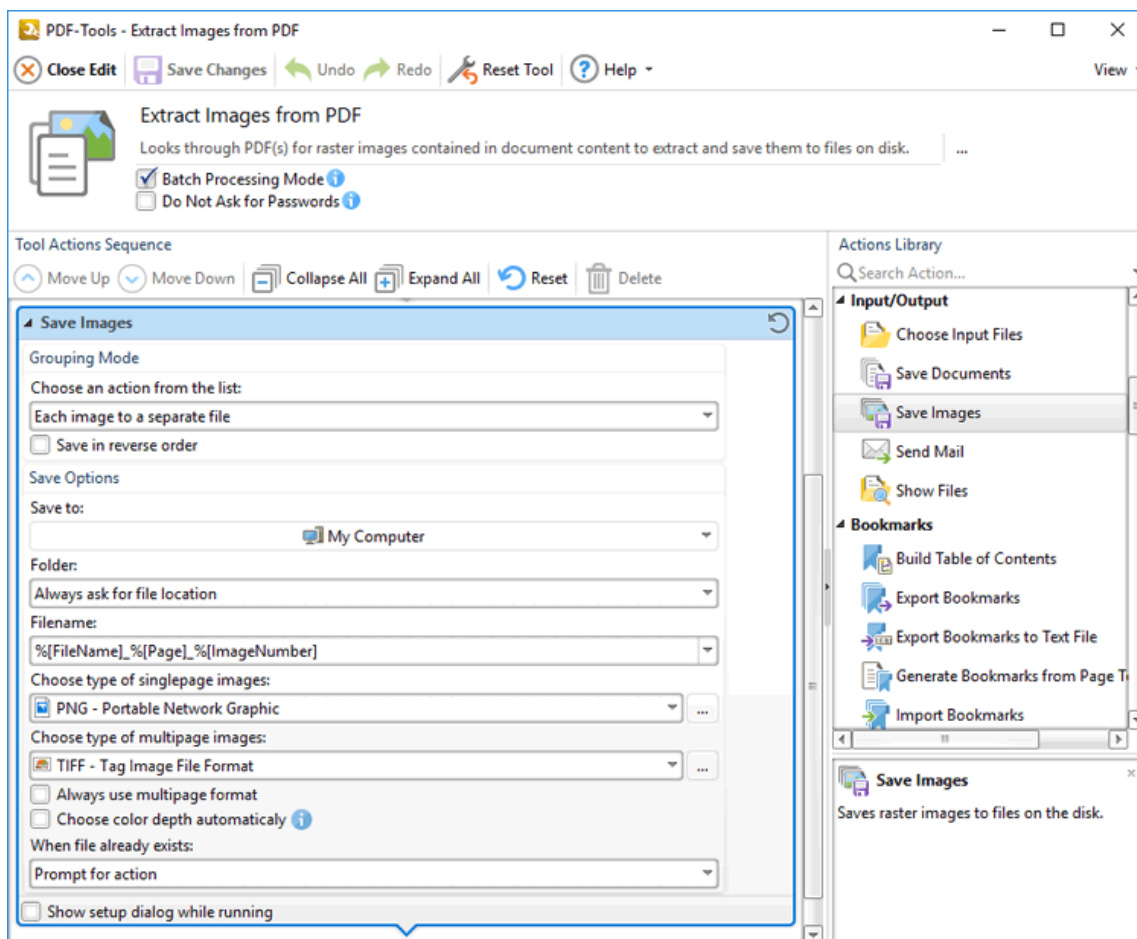 PDF-Tools - Extract Images from PDF
Close Edit Save Changes Undo Redo Reset Tool Help View
Extract Images from PDF
Looks through PDF(s) for raster images contained in document content to extract and save them to files on disk. ...
Batch Processing Mode
Do Not Ask for Passwords
Tool Actions Sequence
Move Up Move Down Collapse All Expand All Reset Delete
Save Images
Grouping Mode
Choose an action from the list:
Each image to a separate file
Save in reverse order
Save Options
Save to:
My Computer
Folder:
Always ask for file location
Filename:
%[FileName]_%[Page]_%[ImageNumber]
Choose type of singlepage images:
PNG - Portable Network Graphic ...
Choose type of multipage images:
TIFF - Tag Image File Format ...
Always use multipage format
Choose color depth automaticaly
When file already exists:
Prompt for action
Show setup dialog while running
Actions Library
Search Action...
Input/Output
Choose Input Files
Save Documents
Save Images
Send Mail
Show Files
Bookmarks
Build Table of Contents
Export Bookmarks
Export Bookmarks to Text File
Generate Bookmarks from Page T
Import Bookmarks
Save Images
Saves raster images to files on the disk.